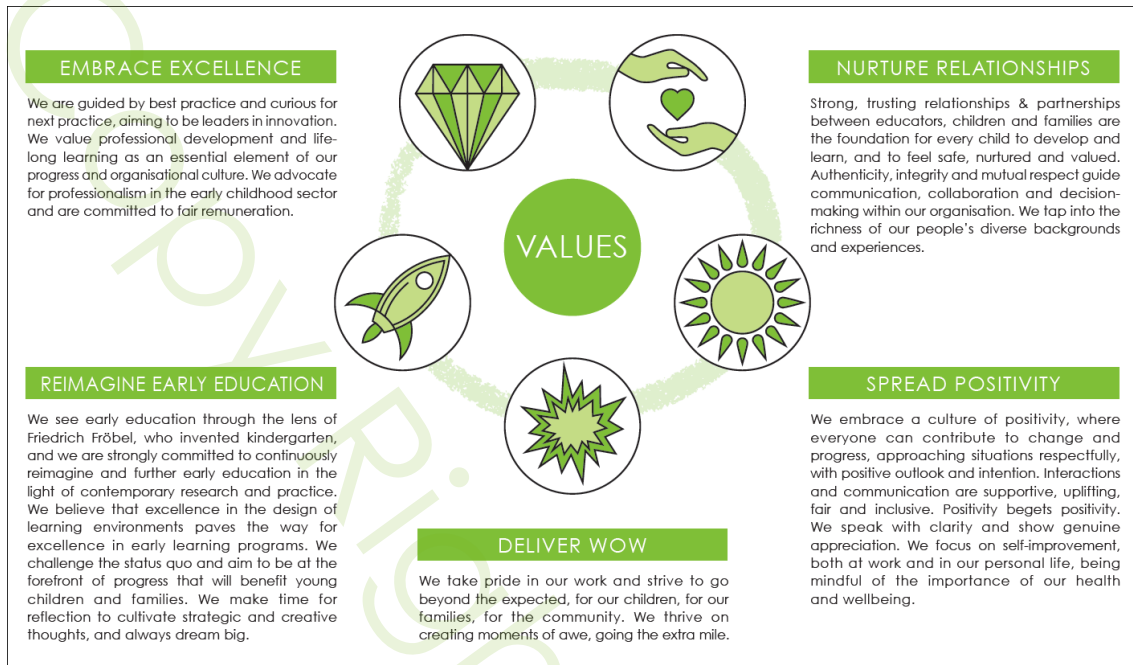 EMBRACE EXCELLENCE
We are guided by best practice and curious for
next practice, aiming to be leaders in innovation.
We value professional development and life-
long learning as an essential element of our
progress and organisational culture. We advocate
for professionalism in the early childhood sector
and are committed to fair remuneration.
NURTURE RELATIONSHIPS
Strong, trusting relationships & partnerships
between educators, children and families are
the foundation for every child to develop and
learn, and to feel safe, nurtured and valued.
Authenticity, integrity and mutual respect guide
communication, collaboration and decision-
making within our organisation. We tap into the
richness of our people's diverse backgrounds
and experiences.
VALUES
REIMAGINE EARLY EDUCATION
We see early education through the lens of
Friedrich Fröbel, who invented kindergarten,
and we are strongly committed to continuously
reimagine and further early education in the
light of contemporary research and practice.
We believe that excellence in the design of
learning environments paves the way for
excellence in early learning programs. We
challenge the status quo and aim to be at the
forefront of progress that will benefit young
children and families. We make time for
reflection to cultivate strategic and creative
thoughts, and always dream big.
DELIVER WOW
We take pride in our work and strive to go
beyond the expected, for our children, for our
families, for the community. We thrive on
creating moments of awe, going the extra mile.
SPREAD POSITIVITY
We embrace a culture of positivity, where
everyone can contribute to change and
progress, approaching situations respectfully,
with positive outlook and intention. Interactions
and communication are supportive, uplifting,
fair and inclusive. Positivity begets positivity.
We speak with clarity and show genuine
appreciation. We focus on self-improvement,
both at work and in our personal life, being
mindful of the importance of our health
and wellbeing.